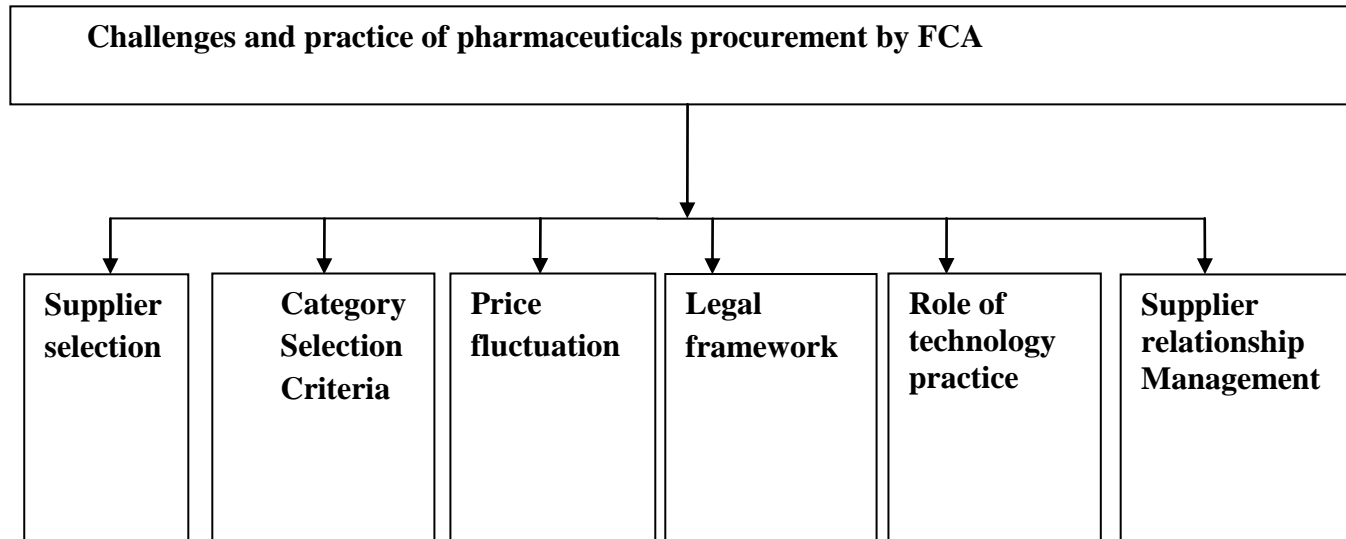 Challenges and practice of pharmaceuticals procurement by FCA
Supplier
selection
Category
Selection
Criteria
Price
fluctuation
Legal
framework
Role of
technology
practice
Supplier
relationship
Management